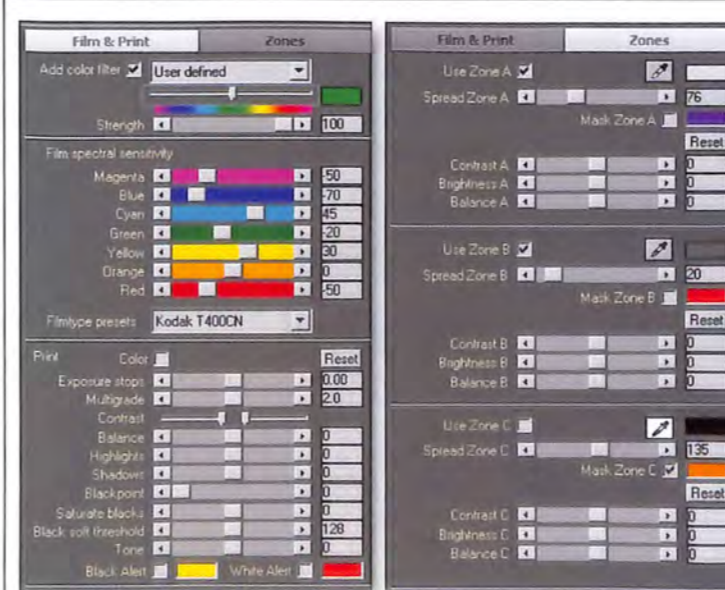 Film & Print
Zones
Add color filter
User defined
Strength
100
Film spectral sensitivity
Magenta
-50
Blue
-70
Cyan
45
Green
-20
Yellow
30
Orange
0
Red
-50
Filmtype presets
Kodak T400CN
Print
Color
Reset
Exposure stops
0.00
Multigrade
2.0
Contrast
Balance
0
Highlights
0
Shadows
0
Blackpoint
0
Saturate blacks
0
Black soft threshold
128
Tone
0
Black Alert
White Alert
Film & Print
Zones
Use Zone A
Spread Zone A
76
Mask Zone A
Reset
Contrast A
0
Brightness A
0
Balance A
0
Use Zone B
Spread Zone B
20
Mask Zone B
Reset
Contrast B
0
Brightness B
0
Balance B
0
Use Zone C
Spread Zone C
135
Mask Zone C
Reset
Contrast C
0
Brightness C
0
Balance C
0